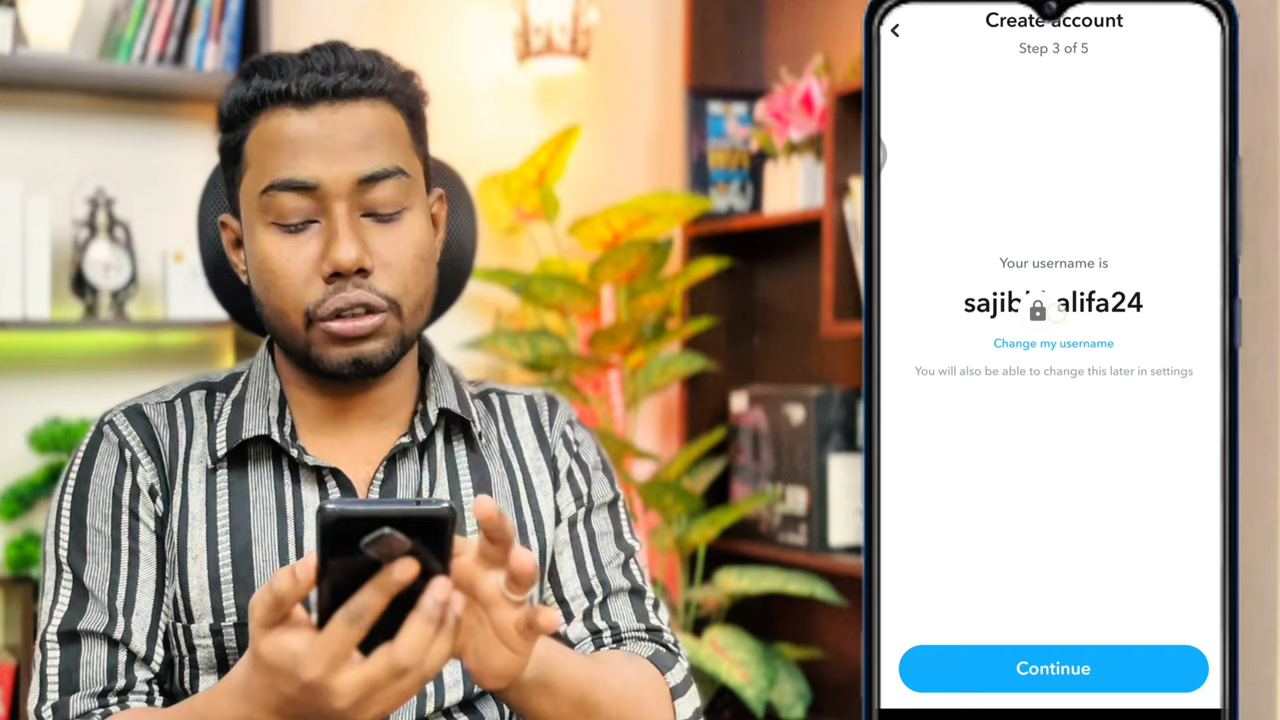 Create account
Step 3 of 5
Your username is
alifa24
Change my username
You will also be able to change this later in settings
Continue